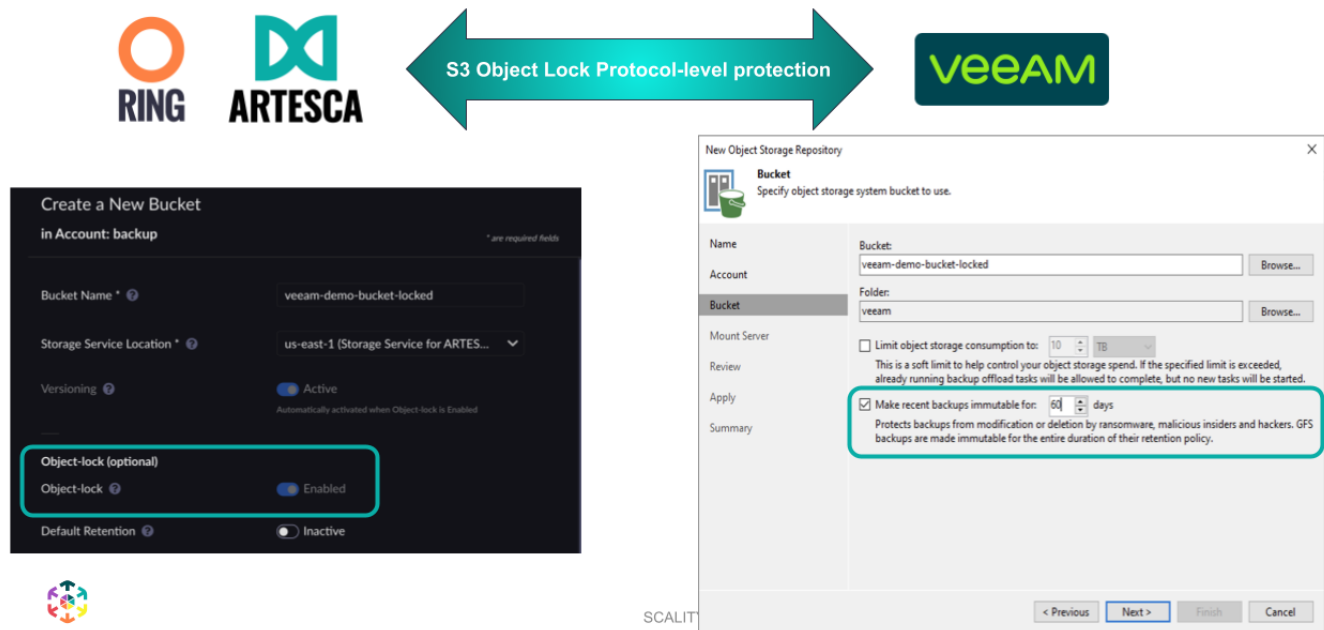 RING
ARTESCA
S3 Object Lock Protocol-level protection
veeam
Create a New Bucket
in Account: backup
* are required fields
Bucket Name *
veeam-demo-bucket-locked
Storage Service Location *
us-east-1 (Storage Service for ARTES...
Versioning
Active
Automatically activated when Object-lock is Enabled
Object-lock (optional)
Object-lock
Enabled
Default Retention
Inactive
New Object Storage Repository
Bucket
Specify object storage system bucket to use.
Name
Account
Bucket
Mount Server
Review
Apply
Summary
Bucket:
veeam-demo-bucket-locked
Browse...
Folder:
veeam
Browse...
Limit object storage consumption to: 10 TB
This is a soft limit to help control your object storage spend. If the specified limit is exceeded,
already running backup offload tasks will be allowed to complete, but no new tasks will be started.
Make recent backups immutable for: 60 days
Protects backups from modification or deletion by ransomware, malicious insiders and hackers. GFS
backups are made immutable for the entire duration of their retention policy.
< Previous
Next >
Finish
Cancel